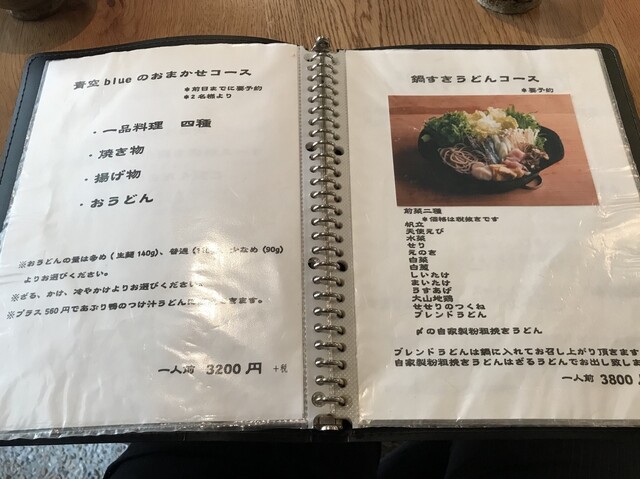 青空blueのおまかせコース
＊前日までに要予約
＊2名様より
・一品料理　四種
・焼き物
・揚げ物
・おうどん
※おうどんの量は多め(生麺140g)、普通　少なめ(90g)
よりお選びください。
※ざる、かけ、冷やかけよりお選びください。
※プラス560円であぶり鴨のつけ汁うどんに　きます。
一人前　3200円　+税
鍋すきうどんコース
＊要予約
前菜二種
＊価格は税抜きです
帆立
天使えび
水菜
せり
えのき
白菜
白葱
しいたけ
まいたけ
うすあげ
大山地鶏
せせりのつくね
ブレンドうどん
〆の自家製粉粗挽きうどん
ブレンドうどんは鍋に入れてお召し上がり頂きます
自家製粉粗挽きうどんはざるうどんでお出し致しま
一人前　3800